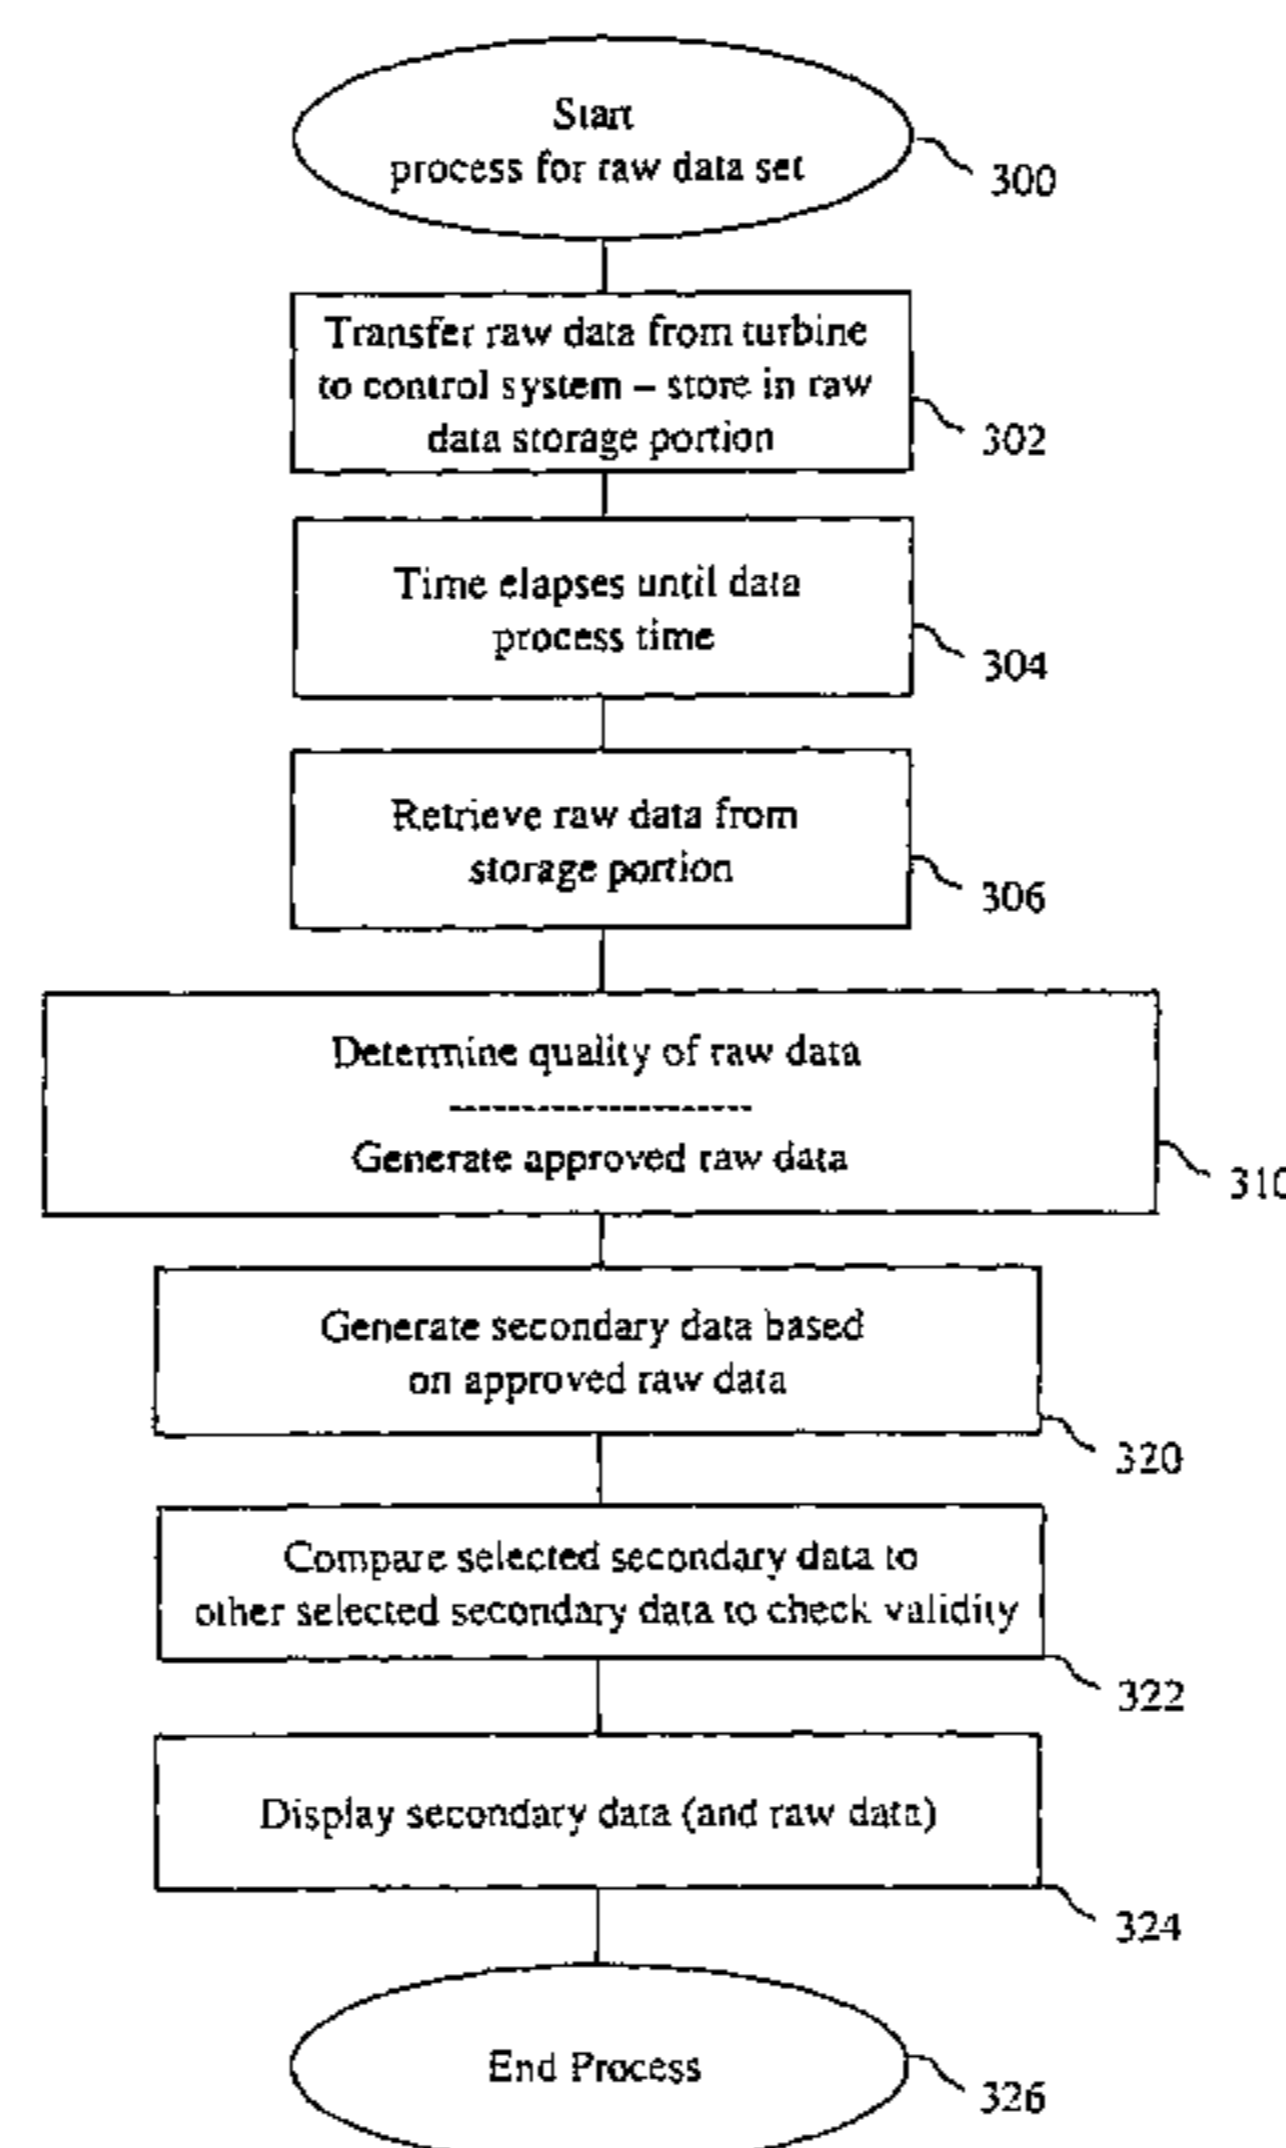 Start
process for raw data set
300
Transfer raw data from turbine
to control system – store in raw
data storage portion
302
Time elapses until data
process time
304
Retrieve raw data from
storage portion
306
Determine quality of raw data
Generate approved raw data
310
Generate secondary data based
on approved raw data
320
Compare selected secondary data to
other selected secondary data to check validity
322
Display secondary data (and raw data)
324
End Process
326